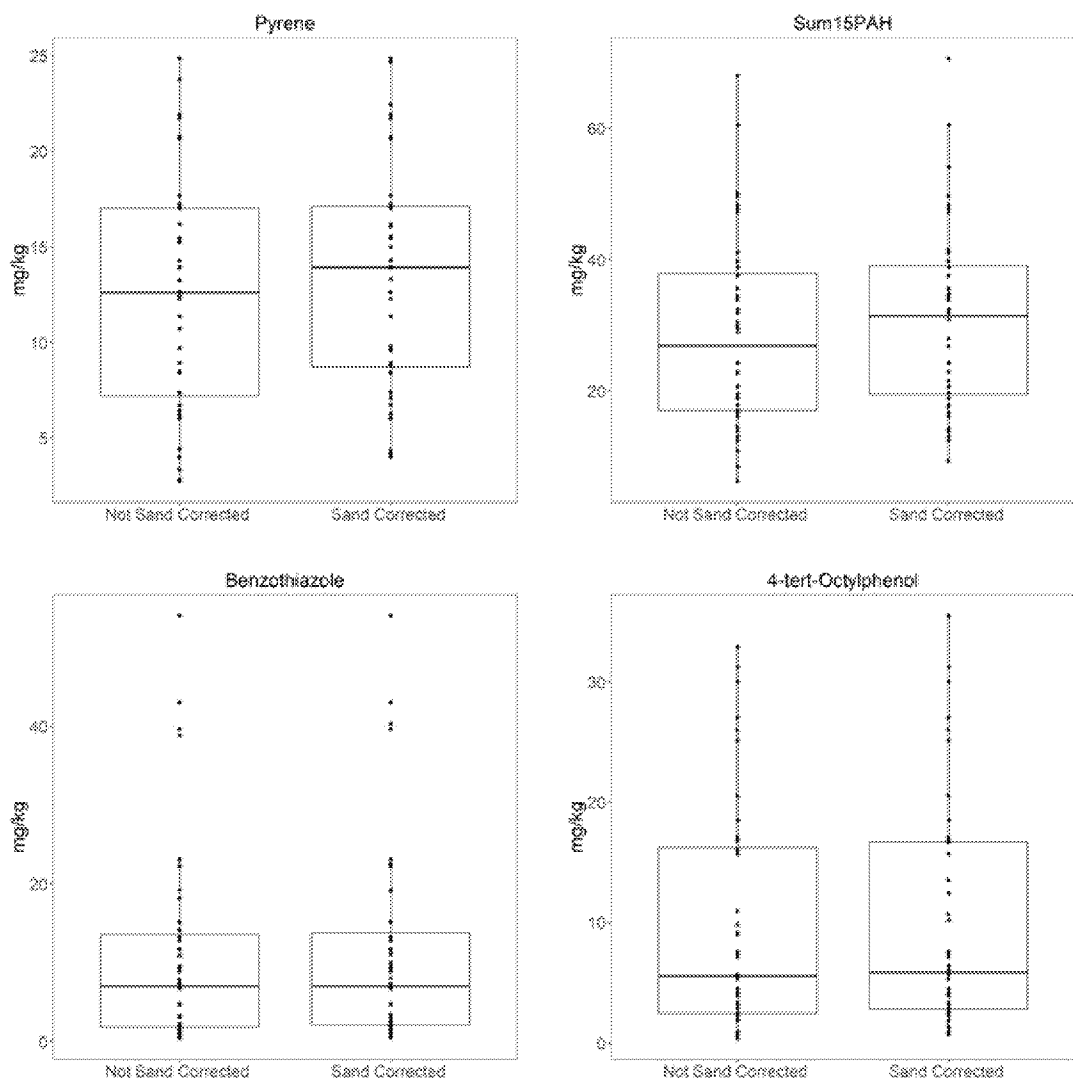 Pyrene
25
20
15
10
5
mg/kg
Not Sand Corrected
Sand Corrected
Sum15PAH
60
40
20
mg/kg
Not Sand Corrected
Sand Corrected
Benzothiazole
40
20
0
mg/kg
Not Sand Corrected
Sand Corrected
4-tert-Octylphenol
30
20
10
0
mg/kg
Not Sand Corrected
Sand Corrected